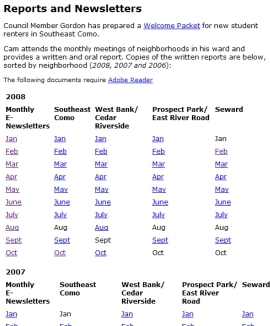 Reports and Newsletters
Council Member Gordon has prepared a Welcome Packet for new student
renters in Southeast Como.
Cam attends the monthly meetings of neighborhoods in his ward and
provides a written and oral report. Copies of the written reports are below,
sorted by neighborhood (2008, 2007 and 2006):
The following documents require Adobe Reader
2008
Monthly Southeast West Bank/ Prospect Park/ Seward
E- Como Cedar East River Road
Newsletters Riverside
Jan Jan Jan Jan Jan
Feb Feb Feb Feb Feb
Mar Mar Mar Mar Mar
Apr Apr Apr Apr Apr
May May May May May
June June June June June
July July July July July
Aug Aug Aug Aug Aug
Sept Sept Sept Sept Sept
Oct Oct Oct Oct Oct
2007
Monthly Southeast West Bank/ Prospect Park/ Seward
E- Como Cedar East River
Newsletters Riverside Road
Jan Jan Jan Jan Jan
Feb Feb Feb Feb Feb